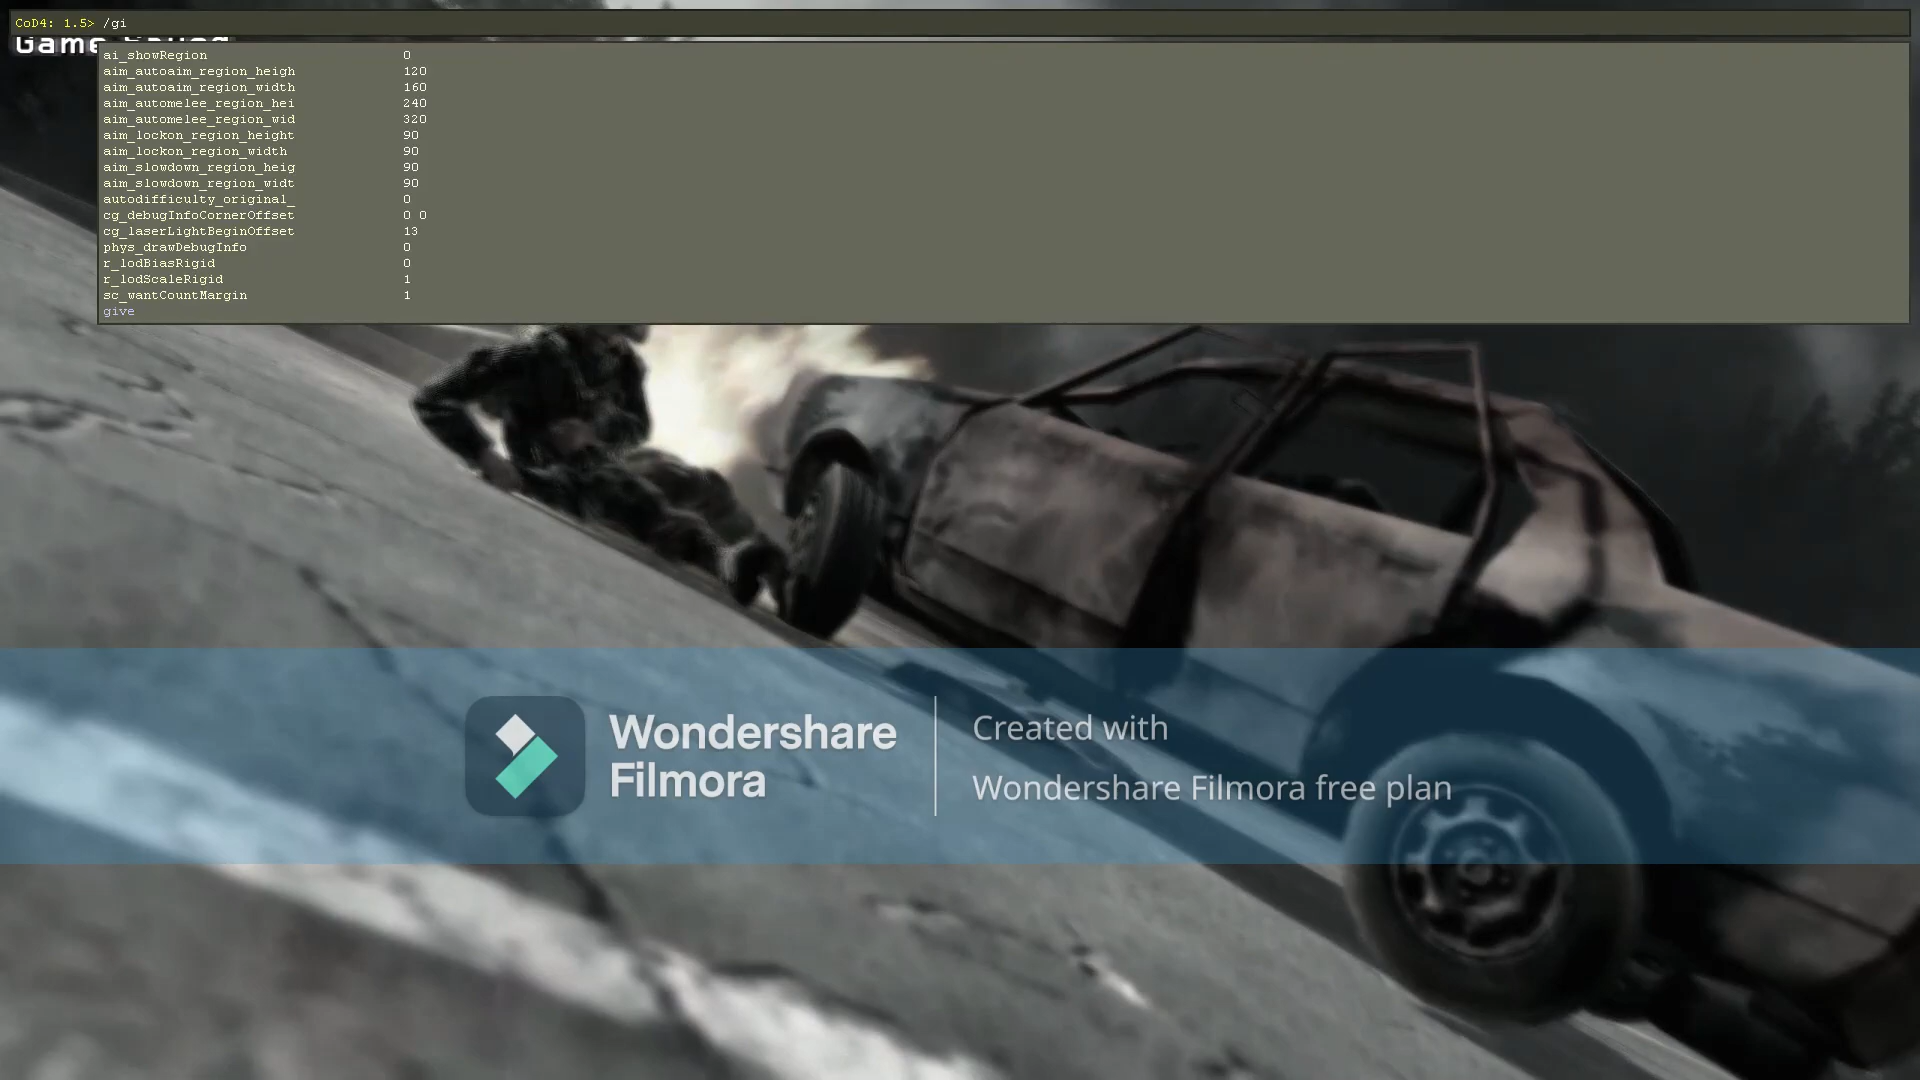 CoD4: 1.5> /gi
Game Saved
ai_showRegion 0
aim_autoaim_region_heigh 120
aim_autoaim_region_width 160
aim_automelee_region_hei 240
aim_automelee_region_wid 320
aim_lockon_region_height 90
aim_lockon_region_width 90
aim_slowdown_region_heig 90
aim_slowdown_region_widt 90
autodifficulty_original_ 0
cg_debugInfoCornerOffset 0 0
cg_laserLightBeginOffset 13
phys_drawDebugInfo 0
r_lodBiasRigid 0
r_lodScaleRigid 1
sc_wantCountMargin 1
give
Wondershare
Filmora
Created with
Wondershare Filmora free plan